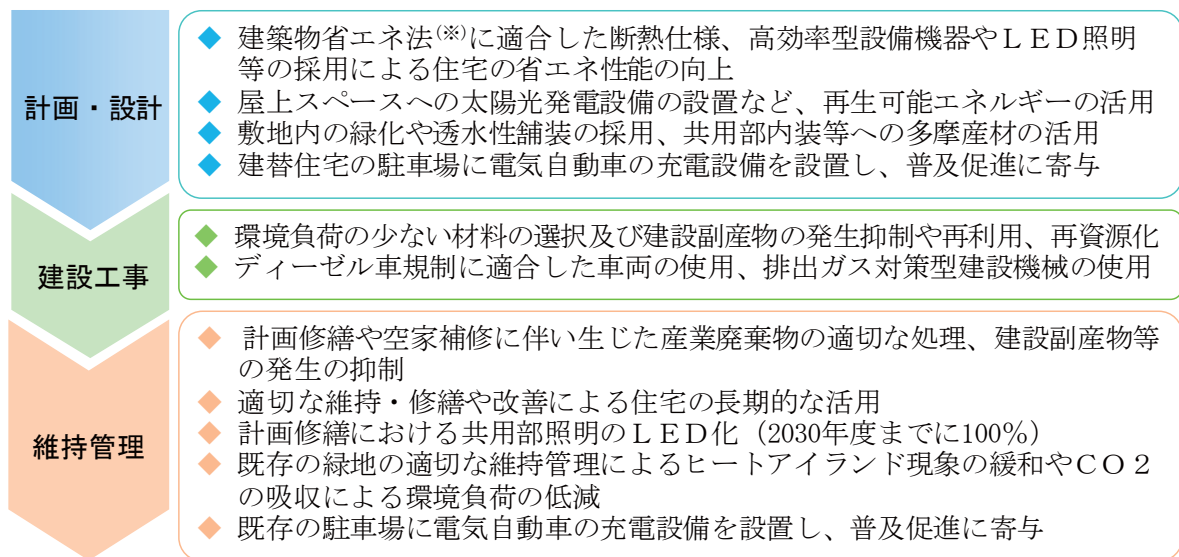 計画・設計
◆ 建築物省エネ法(※)に適合した断熱仕様、高効率型設備機器やＬＥＤ照明
等の採用による住宅の省エネ性能の向上
◆ 屋上スペースへの太陽光発電設備の設置など、再生可能エネルギーの活用
◆ 敷地内の緑化や透水性舗装の採用、共用部内装等への多摩産材の活用
◆ 建替住宅の駐車場に電気自動車の充電設備を設置し、普及促進に寄与
建設工事
◆ 環境負荷の少ない材料の選択及び建設副産物の発生抑制や再利用、再資源化
◆ ディーゼル車規制に適合した車両の使用、排出ガス対策型建設機械の使用
維持管理
◆ 計画修繕や空家補修に伴い生じた産業廃棄物の適切な処理、建設副産物等
の発生の抑制
◆ 適切な維持・修繕や改善による住宅の長期的な活用
◆ 計画修繕における共用部照明のＬＥＤ化（2030年度までに100％）
◆ 既存の緑地の適切な維持管理によるヒートアイランド現象の緩和やＣＯ２
の吸収による環境負荷の低減
◆ 既存の駐車場に電気自動車の充電設備を設置し、普及促進に寄与